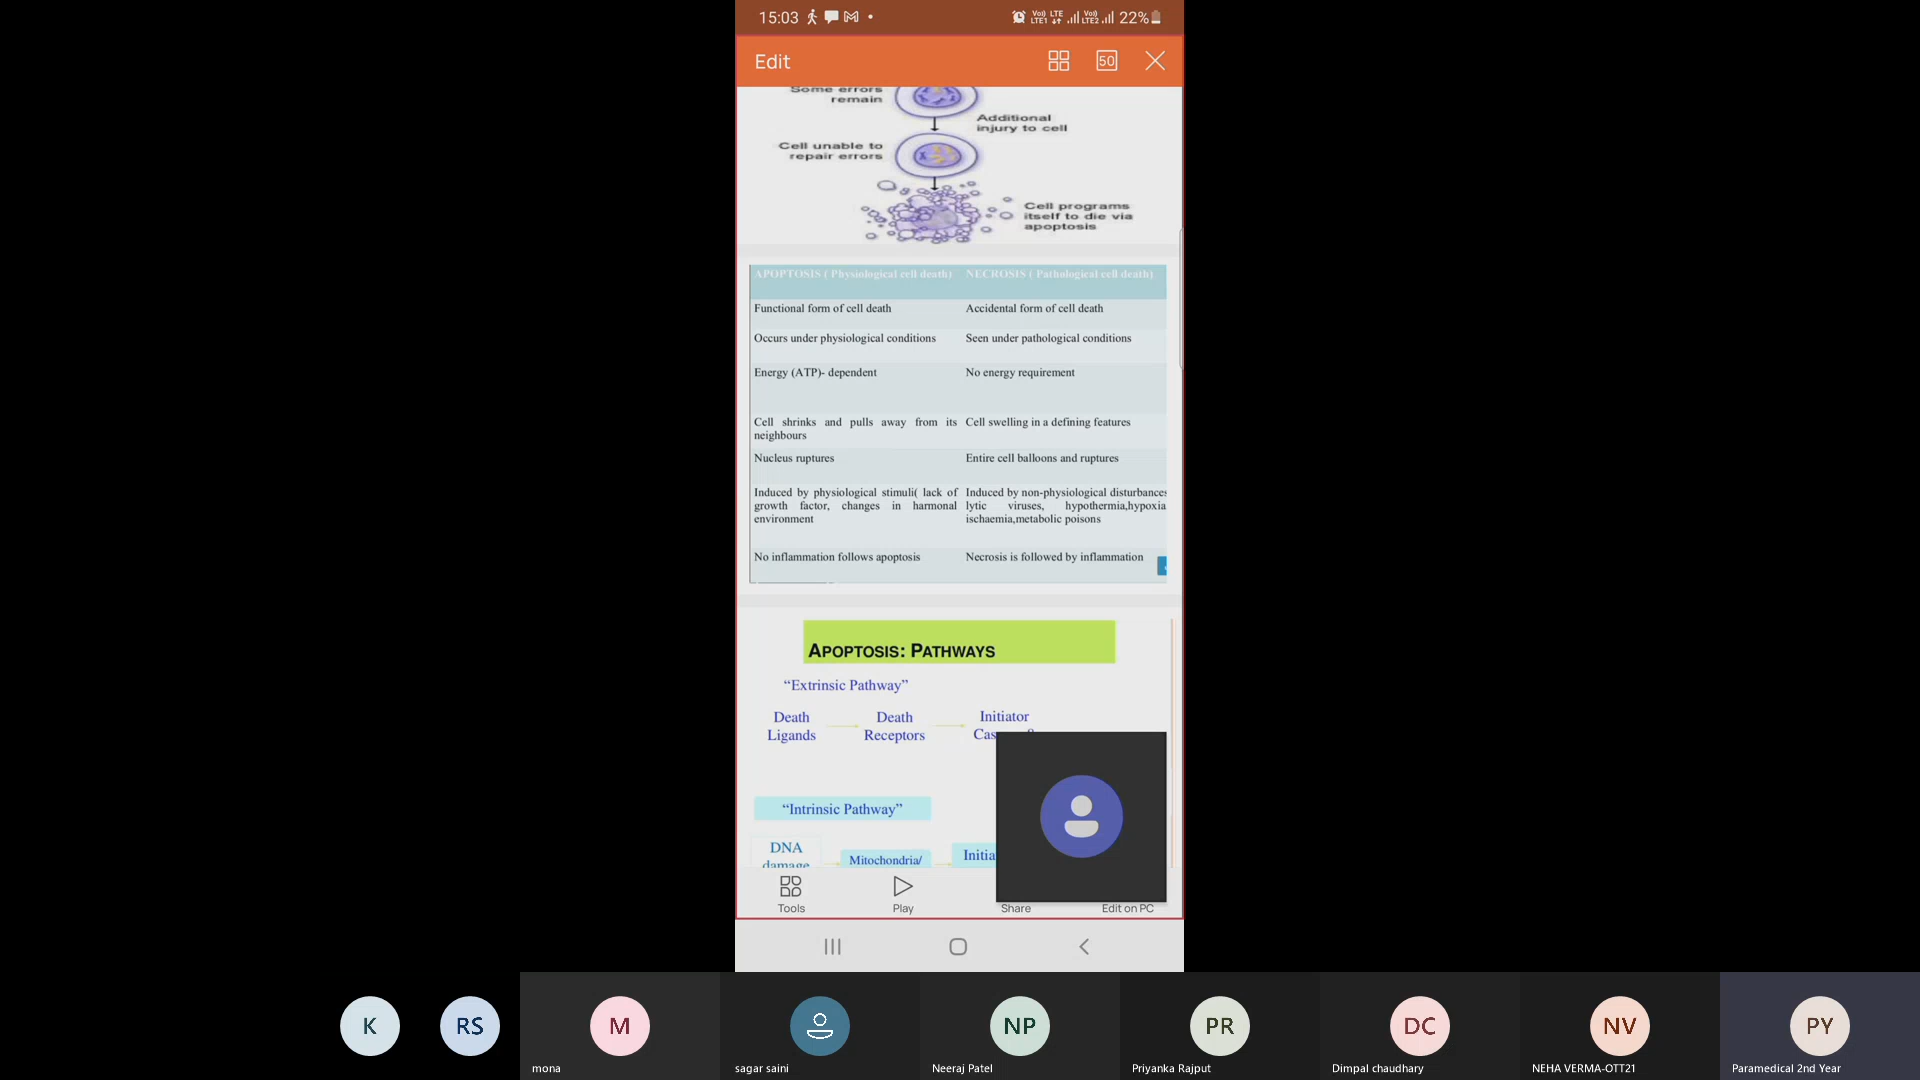 15:03
Vo)) LTE Vo))
LTE1 LTE2 22%
Edit
50
Some errors
remain
Additional
injury to cell
Cell unable to
repair errors
Cell programs
itself to die via
apoptosis
APOPTOSIS ( Physiological cell death) NECROSIS ( Pathological cell death)
Functional form of cell death Accidental form of cell death
Occurs under physiological conditions Seen under pathological conditions
Energy (ATP)- dependent No energy requirement
Cell shrinks and pulls away from its Cell swelling in a defining features
neighbours
Nucleus ruptures Entire cell balloons and ruptures
Induced by physiological stimuli( lack of Induced by non-physiological disturbances
growth factor, changes in harmonal lytic viruses, hypothermia,hypoxia
environment ischaemia,metabolic poisons
No inflammation follows apoptosis Necrosis is followed by inflammation
APOPTOSIS: PATHWAYS
“Extrinsic Pathway”
Death Death Initiator
Ligands Receptors
“Intrinsic Pathway”
DNA
damage Mitochondria/
Tools Play Share Edit on PC
K RS M NP PR DC NV PY
mona sagar saini Neeraj Patel Priyanka Rajput Dimpal chaudhary NEHA VERMA-OTT21 Paramedical 2nd Year